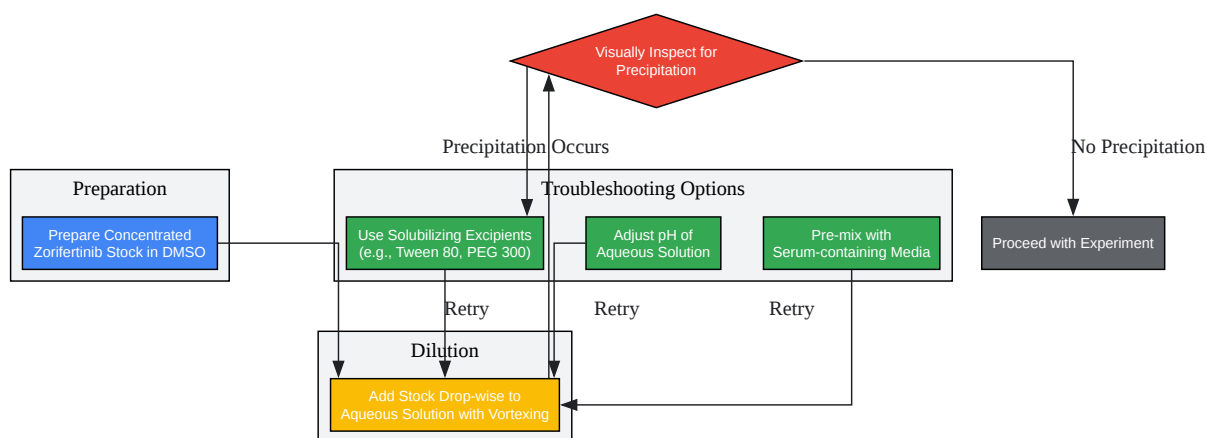 Visually Inspect for
Precipitation
Precipitation Occurs
No Precipitation
Preparation
Prepare Concentrated
Zorifertinib Stock in DMSO
Troubleshooting Options
Use Solubilizing Excipients
(e.g., Tween 80, PEG 300)
Adjust pH of
Aqueous Solution
Pre-mix with
Serum-containing Media
Proceed with Experiment
Retry
Retry
Retry
Dilution
Add Stock Drop-wise to
Aqueous Solution with Vortexing